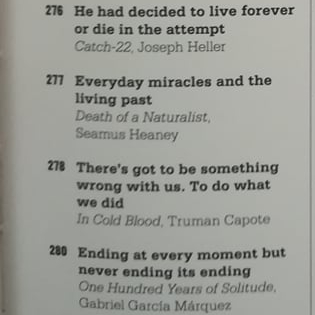 276 He had decided to live forever
or die in the attempt
Catch-22, Joseph Heller
277 Everyday miracles and the
living past
Death of a Naturalist,
Seamus Heaney
278 There's got to be something
wrong with us. To do what
we did
In Cold Blood, Truman Capote
280 Ending at every moment but
never ending its ending
One Hundred Years of Solitude,
Gabriel García Márquez